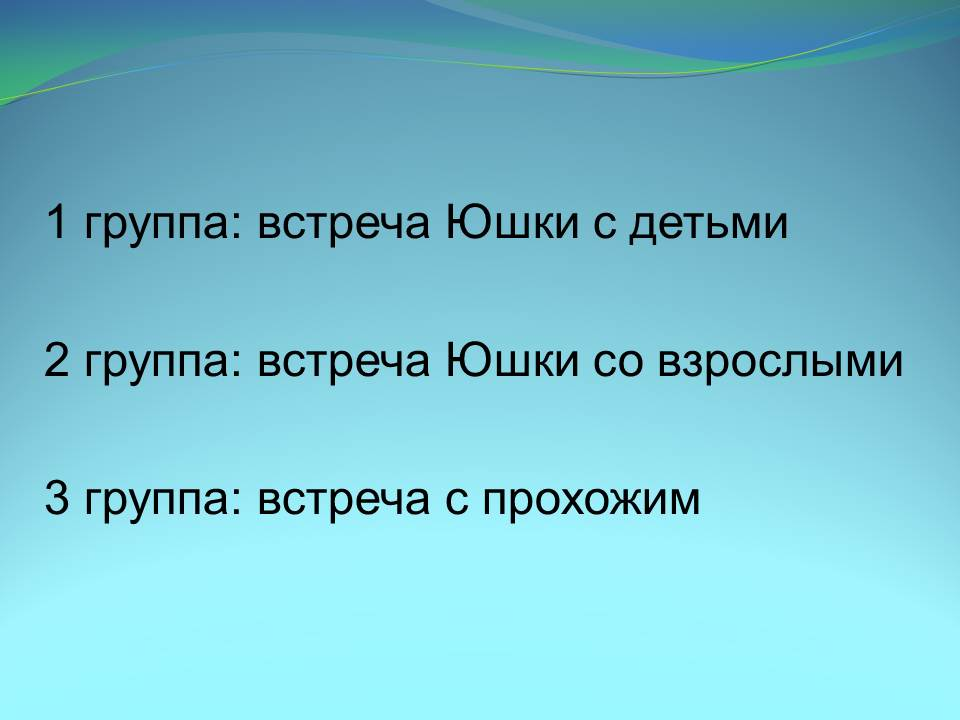 1 группа: встреча Юшки с детьми
2 группа: встреча Юшки со взрослыми
3 группа: встреча с прохожим